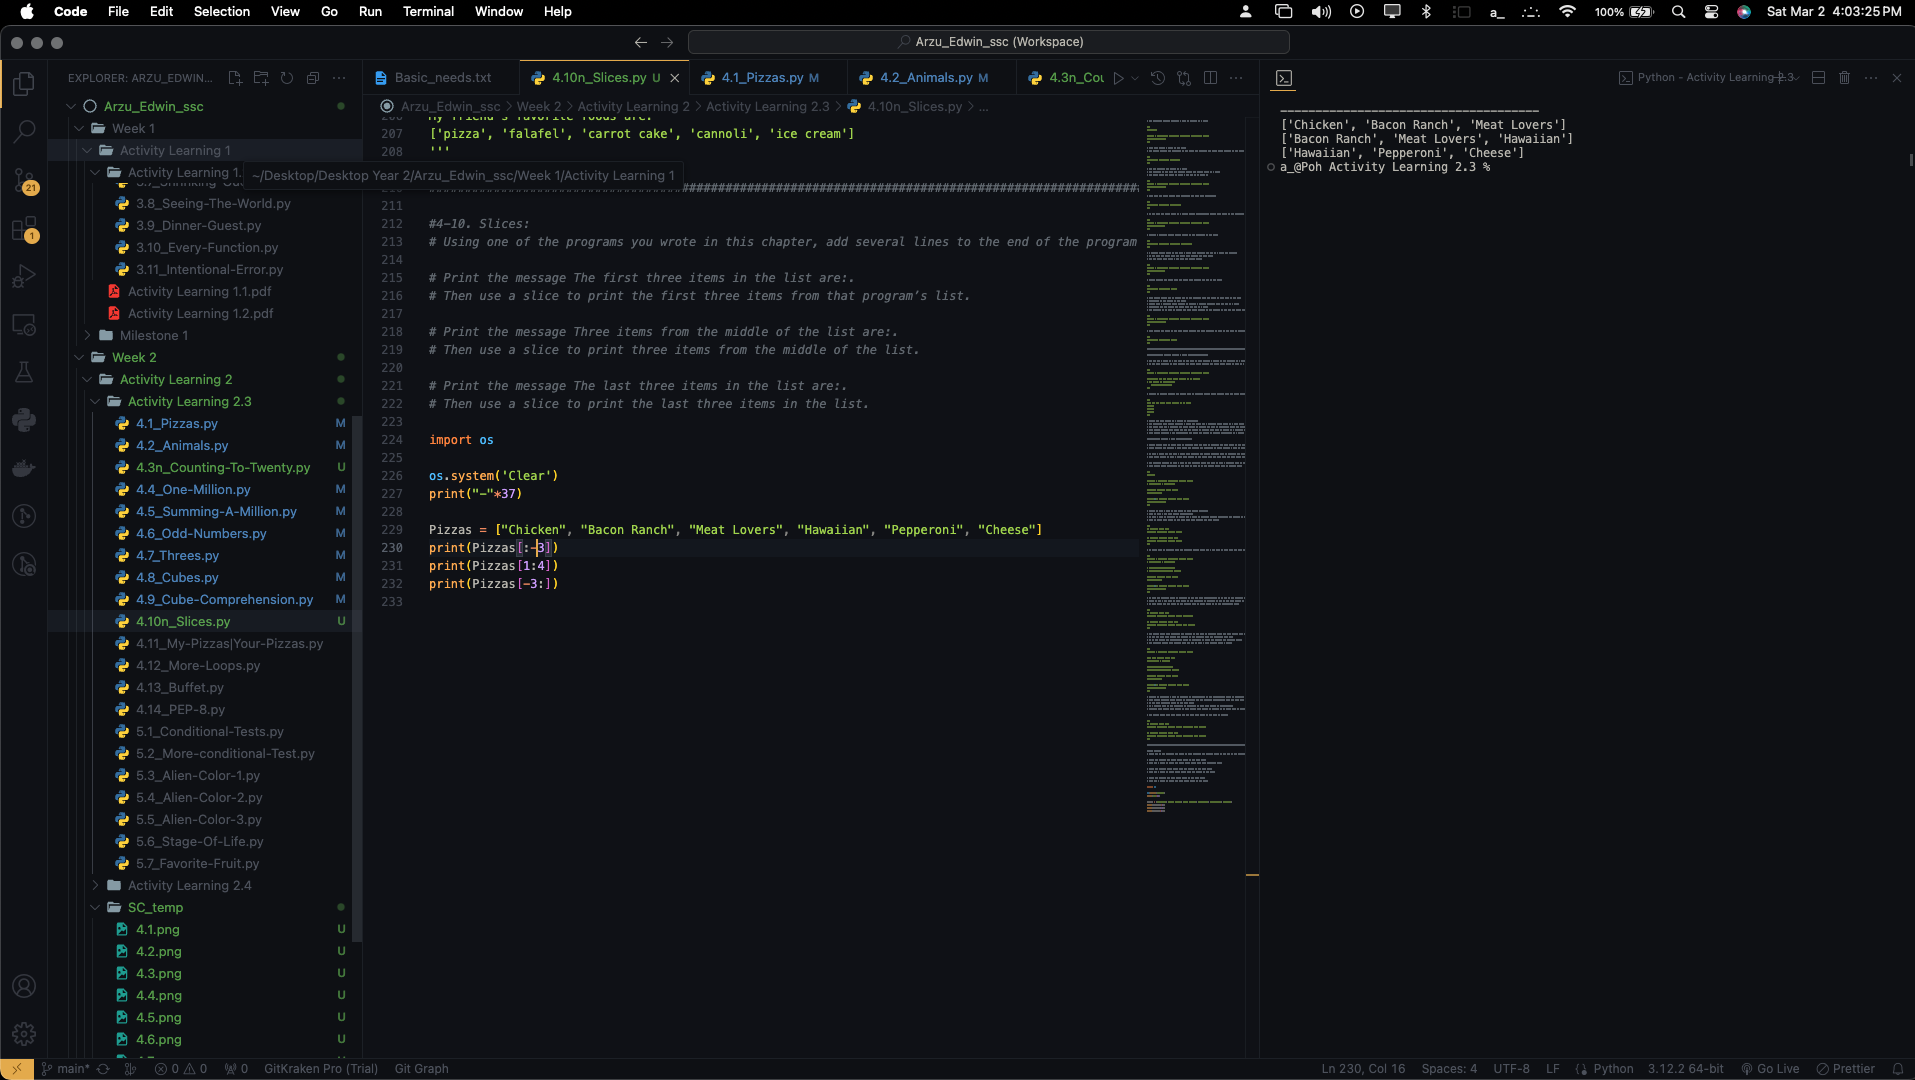 Code File Edit Selection View Go Run Terminal Window Help
a_ 100% Sat Mar 2 4:03:25 PM
Arzu_Edwin_ssc (Workspace)
EXPLORER: ARZU_EDWIN...
Arzu_Edwin_ssc
Week 1
Activity Learning 1
Activity Learning 1.
~/Desktop/Desktop Year 2/Arzu_Edwin_ssc/Week 1/Activity Learning 1
3.8_Seeing-The-World.py
3.9_Dinner-Guest.py
3.10_Every-Function.py
3.11_Intentional-Error.py
Activity Learning 1.1.pdf
Activity Learning 1.2.pdf
Milestone 1
Week 2
Activity Learning 2
Activity Learning 2.3
4.1_Pizzas.py M
4.2_Animals.py M
4.3n_Counting-To-Twenty.py U
4.4_One-Million.py M
4.5_Summing-A-Million.py M
4.6_Odd-Numbers.py M
4.7_Threes.py M
4.8_Cubes.py M
4.9_Cube-Comprehension.py M
4.10n_Slices.py U
4.11_My-Pizzas|Your-Pizzas.py
4.12_More-Loops.py
4.13_Buffet.py
4.14_PEP-8.py
5.1_Conditional-Tests.py
5.2_More-conditional-Test.py
5.3_Alien-Color-1.py
5.4_Alien-Color-2.py
5.5_Alien-Color-3.py
5.6_Stage-Of-Life.py
5.7_Favorite-Fruit.py
Activity Learning 2.4
SC_temp
4.1.png U
4.2.png U
4.3.png U
4.4.png U
4.5.png U
4.6.png U
21
1
Basic_needs.txt 4.10n_Slices.py U 4.1_Pizzas.py M 4.2_Animals.py M 4.3n_Cou
Arzu_Edwin_ssc > Week 2 > Activity Learning 2 > Activity Learning 2.3 > 4.10n_Slices.py > ...
207 ['pizza', 'falafel', 'carrot cake', 'cannoli', 'ice cream']
208 '''
211
212 #4-10. Slices:
213 # Using one of the programs you wrote in this chapter, add several lines to the end of the program
214
215 # Print the message The first three items in the list are:.
216 # Then use a slice to print the first three items from that program’s list.
217
218 # Print the message Three items from the middle of the list are:.
219 # Then use a slice to print three items from the middle of the list.
220
221 # Print the message The last three items in the list are:.
222 # Then use a slice to print the last three items in the list.
223
224 import os
225
226 os.system('Clear')
227 print("-"*37)
228
229 Pizzas = ["Chicken", "Bacon Ranch", "Meat Lovers", "Hawaiian", "Pepperoni", "Cheese"]
230 print(Pizzas[:-3])
231 print(Pizzas[1:4])
232 print(Pizzas[-3:])
233
Python - Activity Learning 2.3
-------------------------------------
['Chicken', 'Bacon Ranch', 'Meat Lovers']
['Bacon Ranch', 'Meat Lovers', 'Hawaiian']
['Hawaiian', 'Pepperoni', 'Cheese']
a_@Poh Activity Learning 2.3 %
main* 0 0 0 GitKraken Pro (Trial) Git Graph
Ln 230, Col 16 Spaces: 4 UTF-8 LF Python 3.12.2 64-bit Go Live Prettier